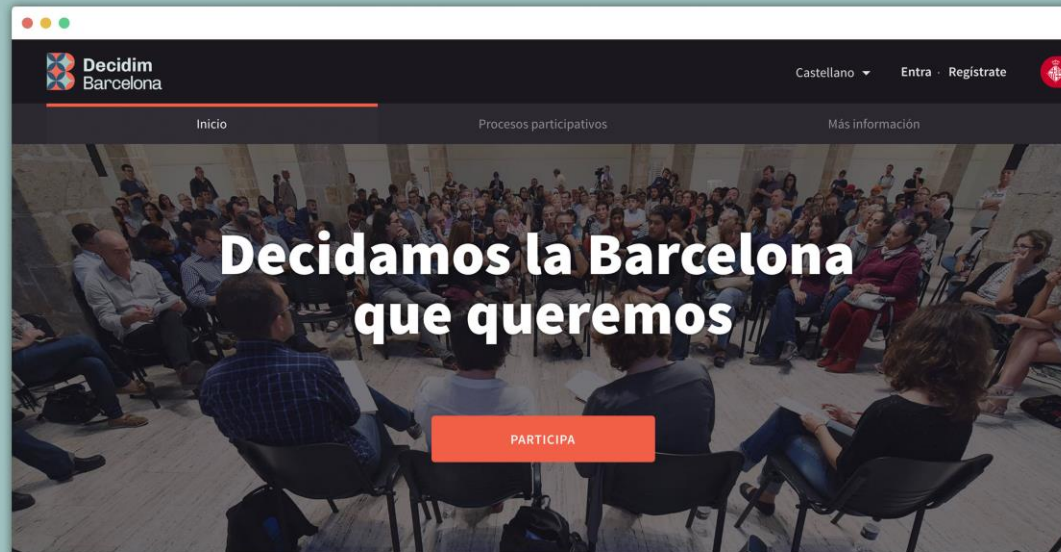 Decidim
Barcelona
Castellano
Entra · Regístrate
Inicio
Procesos participativos
Más información
Decidamos la Barcelona
que queremos
PARTICIPA